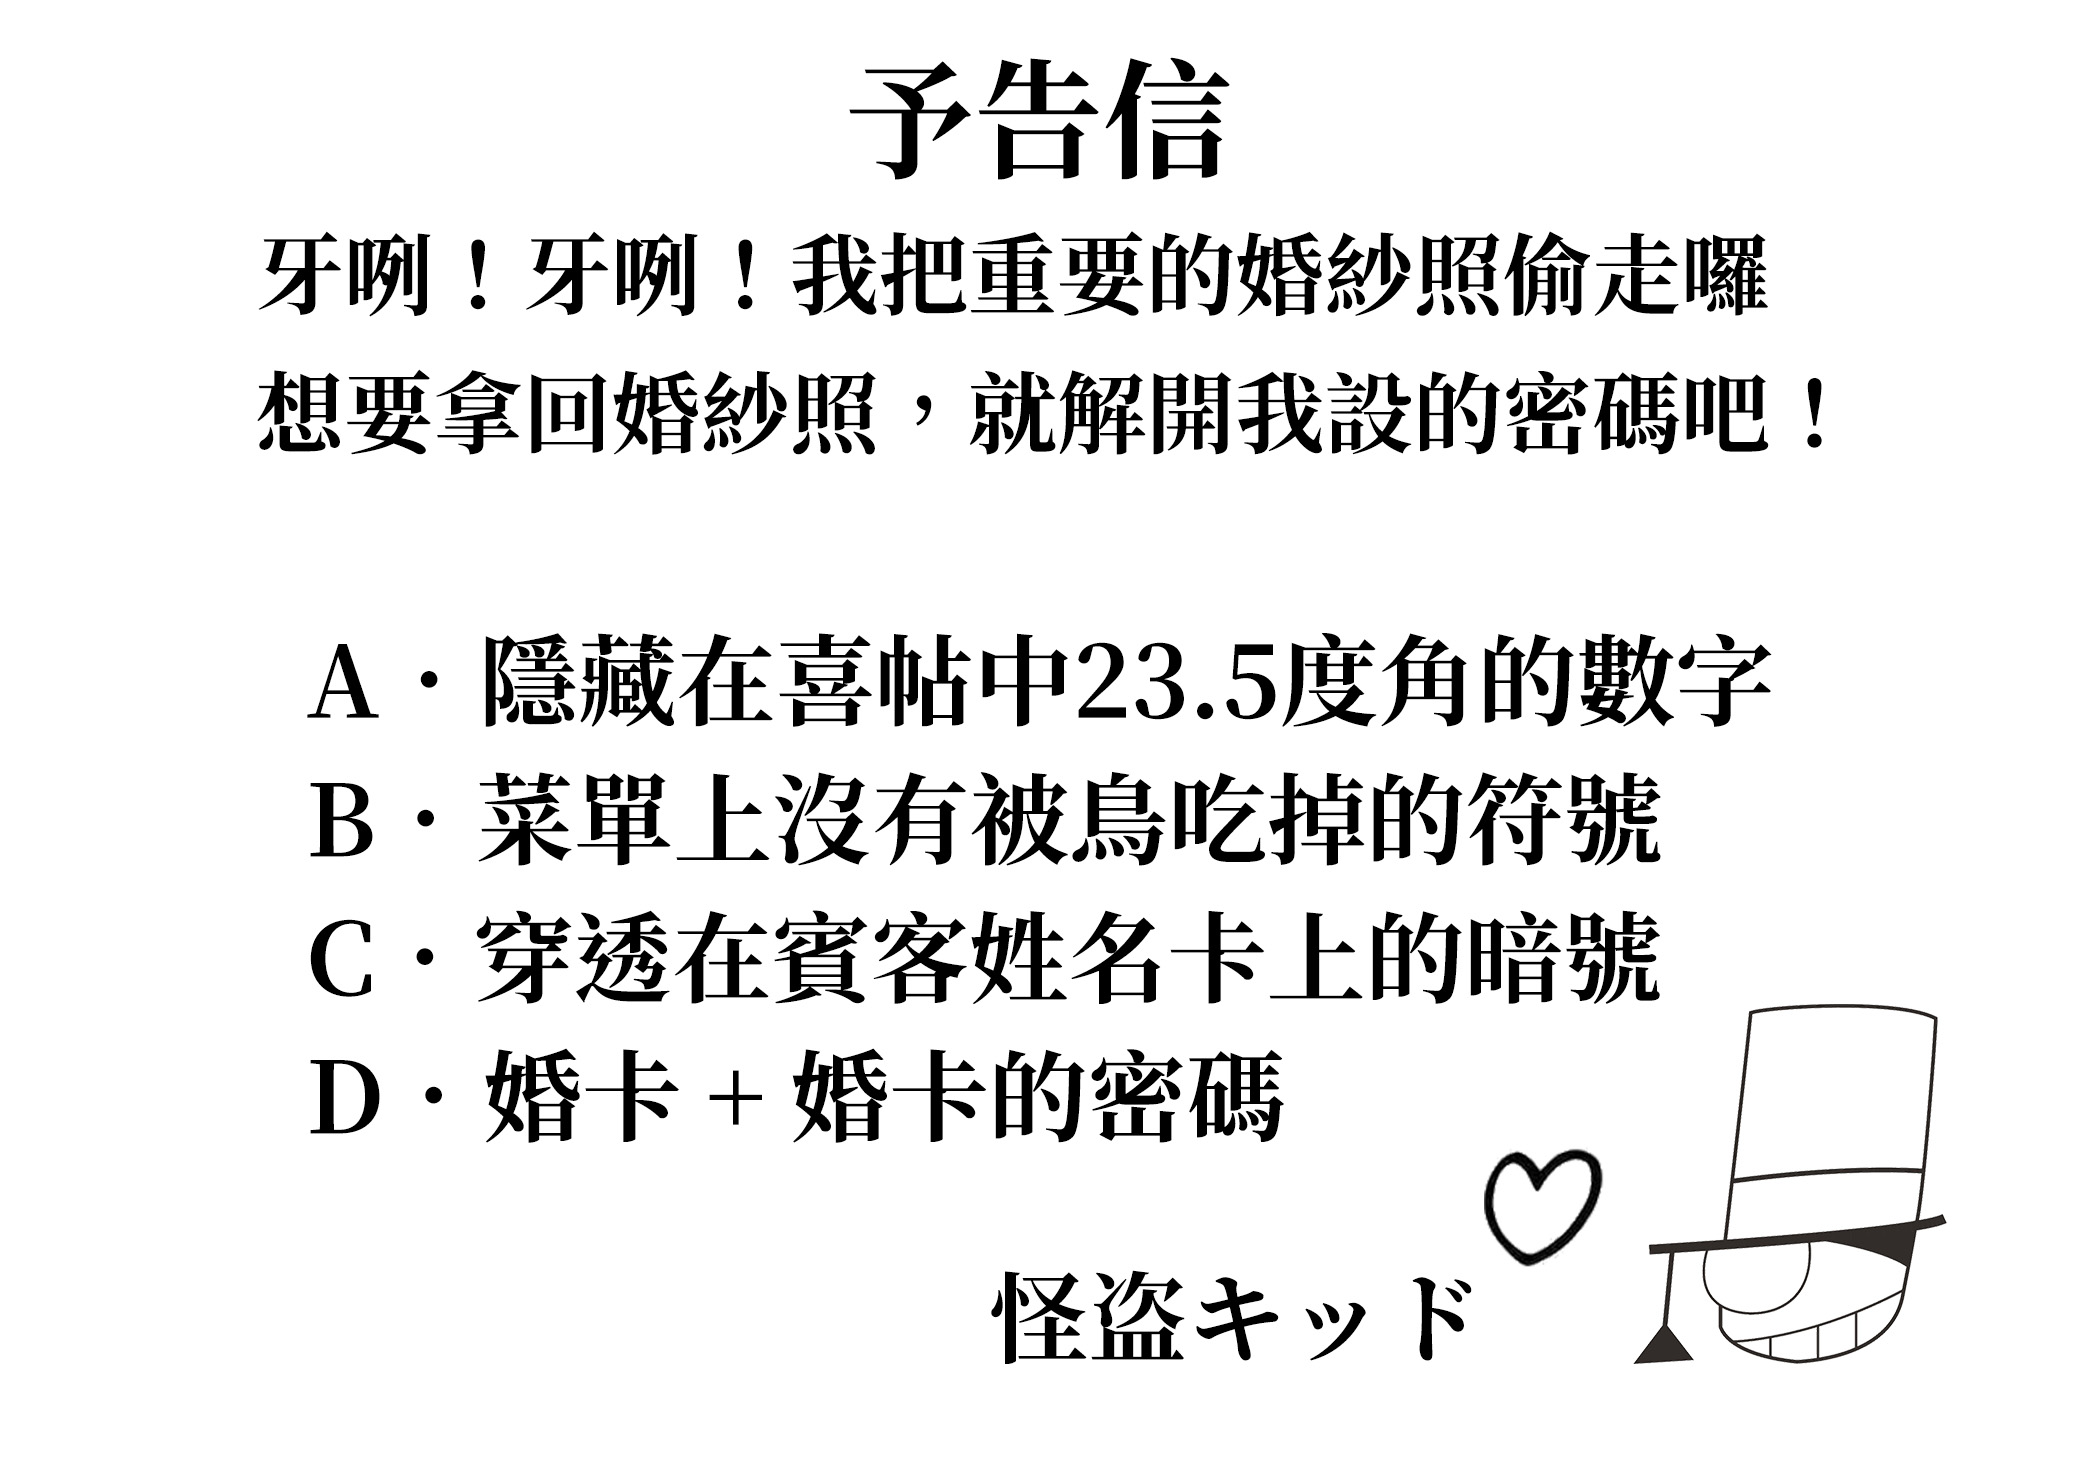 予告信
牙咧！牙咧！我把重要的婚紗照偷走囉
想要拿回婚紗照，就解開我設的密碼吧！
A・隱藏在喜帖中23.5度角的數字
B・菜單上沒有被鳥吃掉的符號
C・穿透在賓客姓名卡上的暗號
D・婚卡 + 婚卡的密碼
怪盗キッド